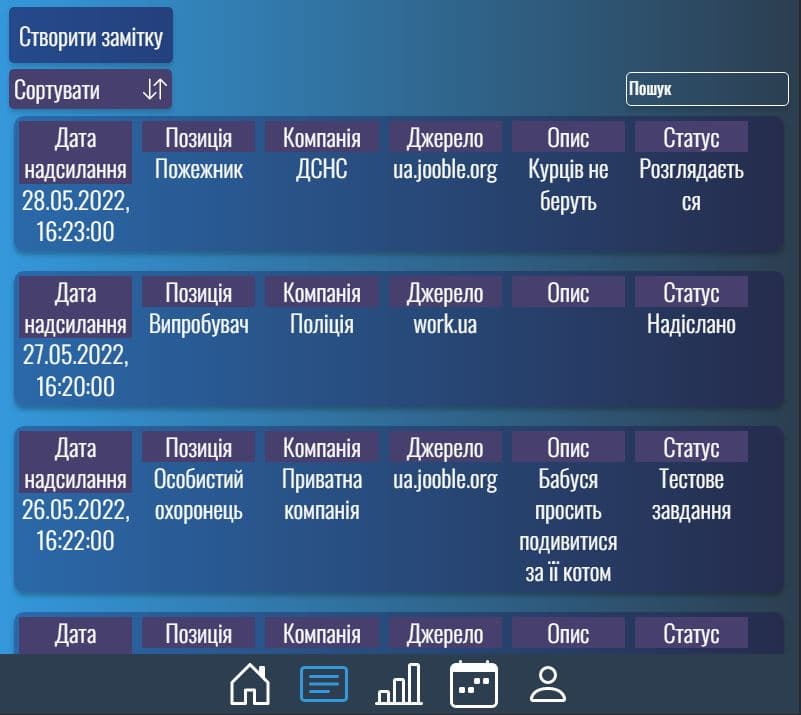 Створити замітку
Сортувати
Пошук
Дата Позиція Компанія Джерело Опис Статус
надсилання Пожежник ДСНС ua.jooble.org Курців не Розглядаєть
28.05.2022, беруть ся
16:23:00
Дата Позиція Компанія Джерело Опис Статус
надсилання Випробувач Поліція work.ua Надіслано
27.05.2022,
16:20:00
Дата Позиція Компанія Джерело Опис Статус
надсилання Особистий Приватна ua.jooble.org Бабуся Тестове
26.05.2022, охоронець компанія просить завдання
16:22:00 подивитися
за її котом
Дата Позиція Компанія Джерело Опис Статус